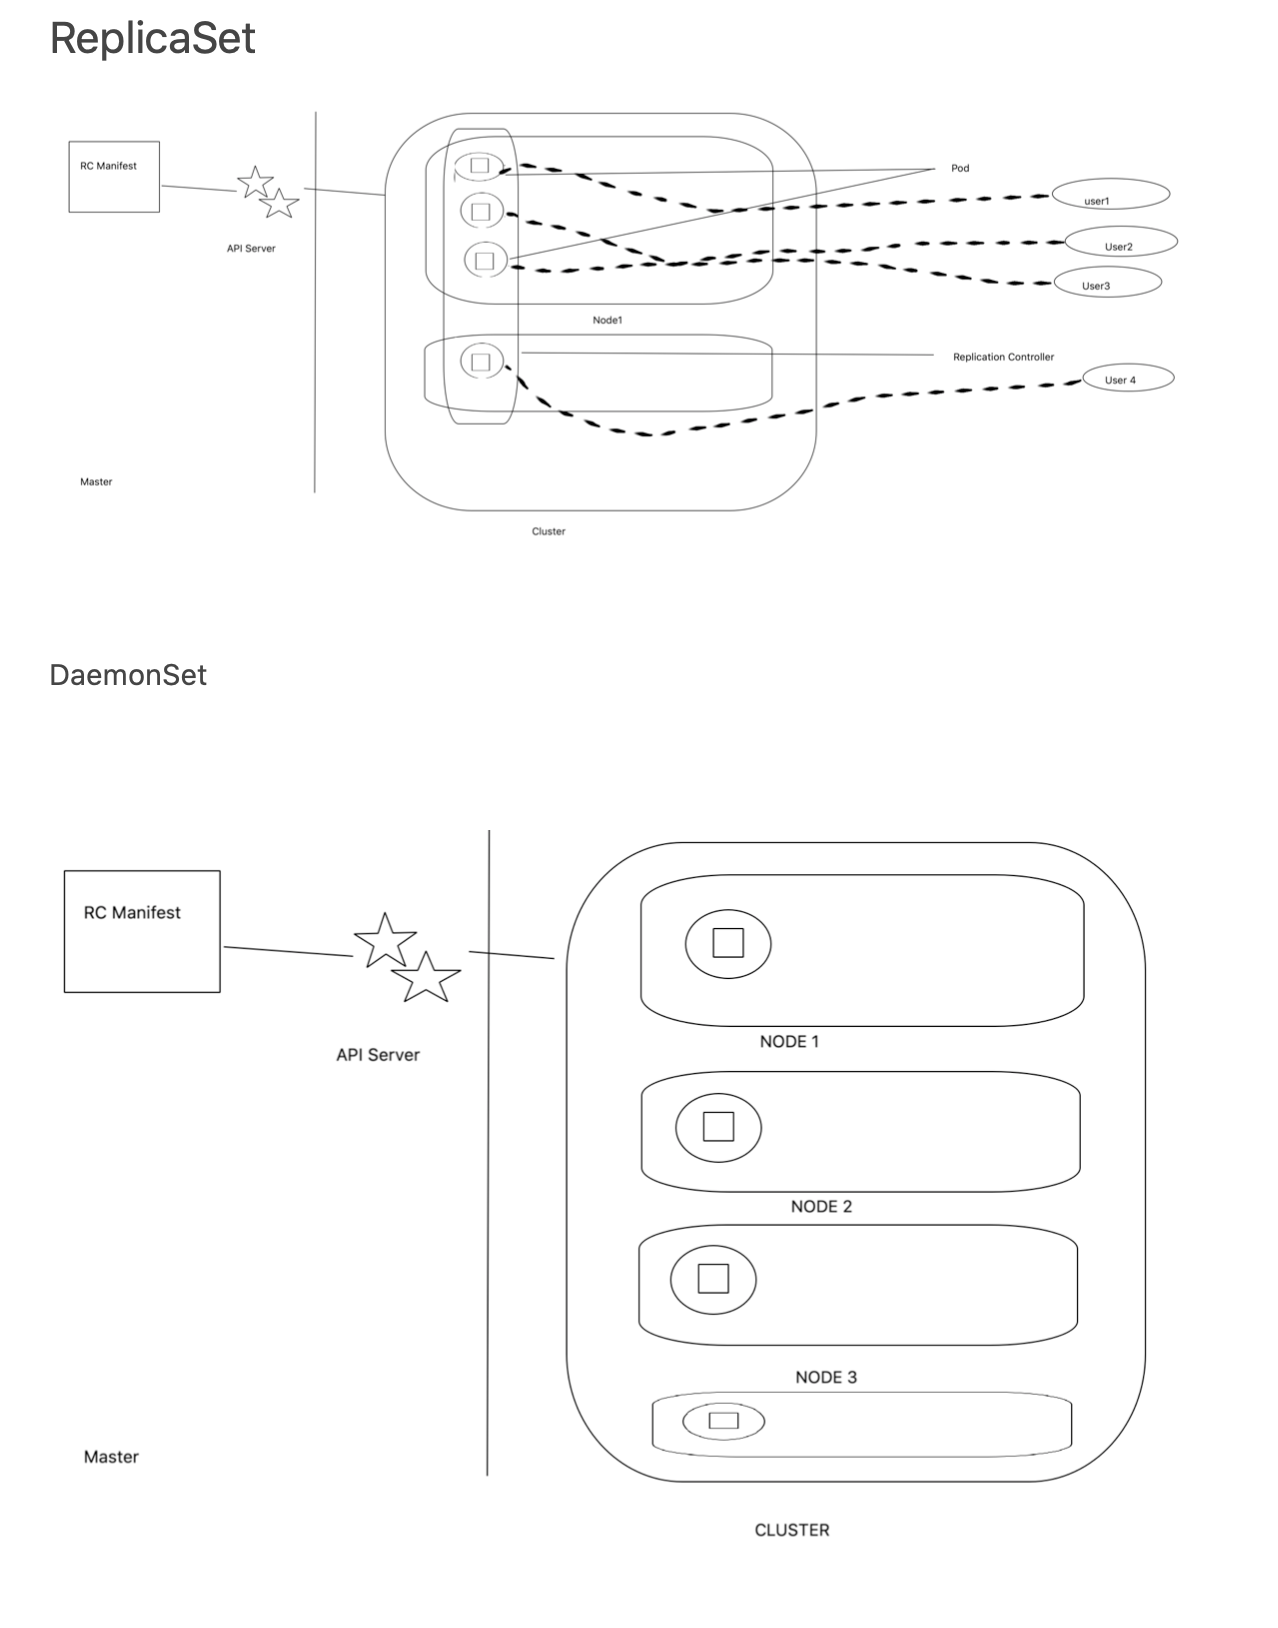 ReplicaSet
RC Manifest
API Server
Pod
user1
User2
User3
Node1
Replication Controller
User 4
Master
Cluster
DaemonSet
RC Manifest
API Server
NODE 1
NODE 2
NODE 3
Master
CLUSTER